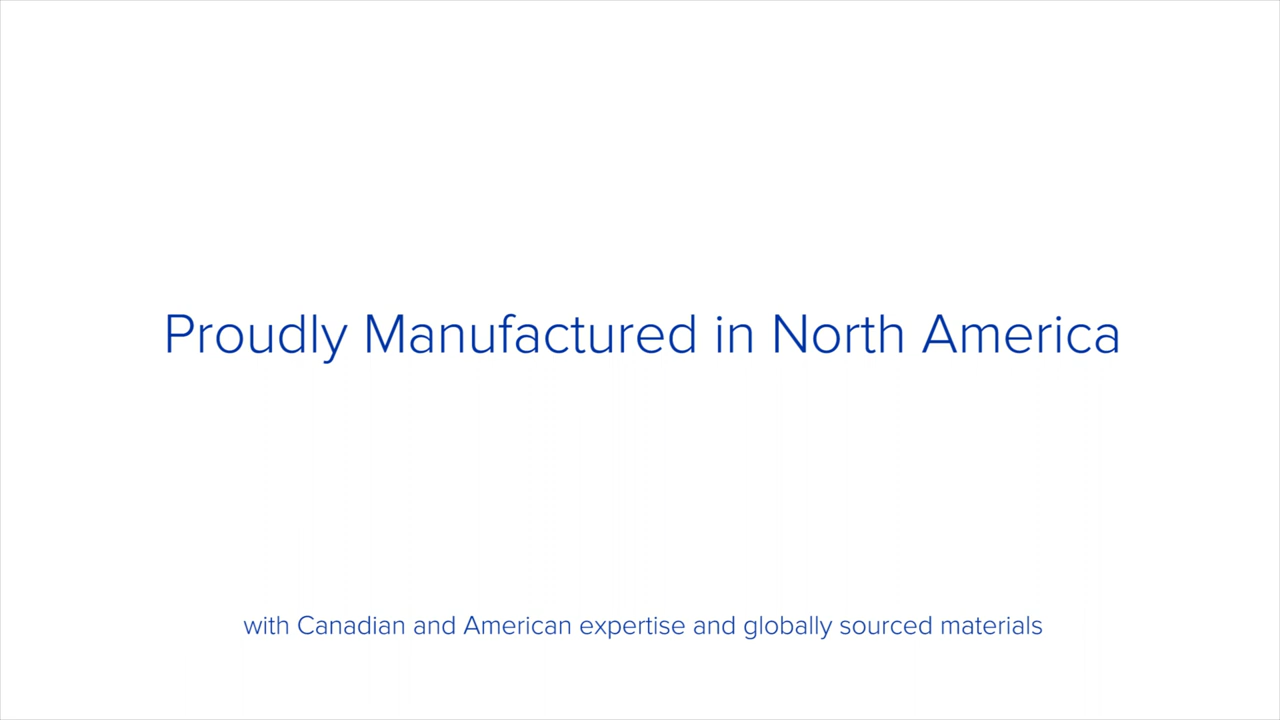 Proudly Manufactured in North America
with Canadian and American expertise and globally sourced materials